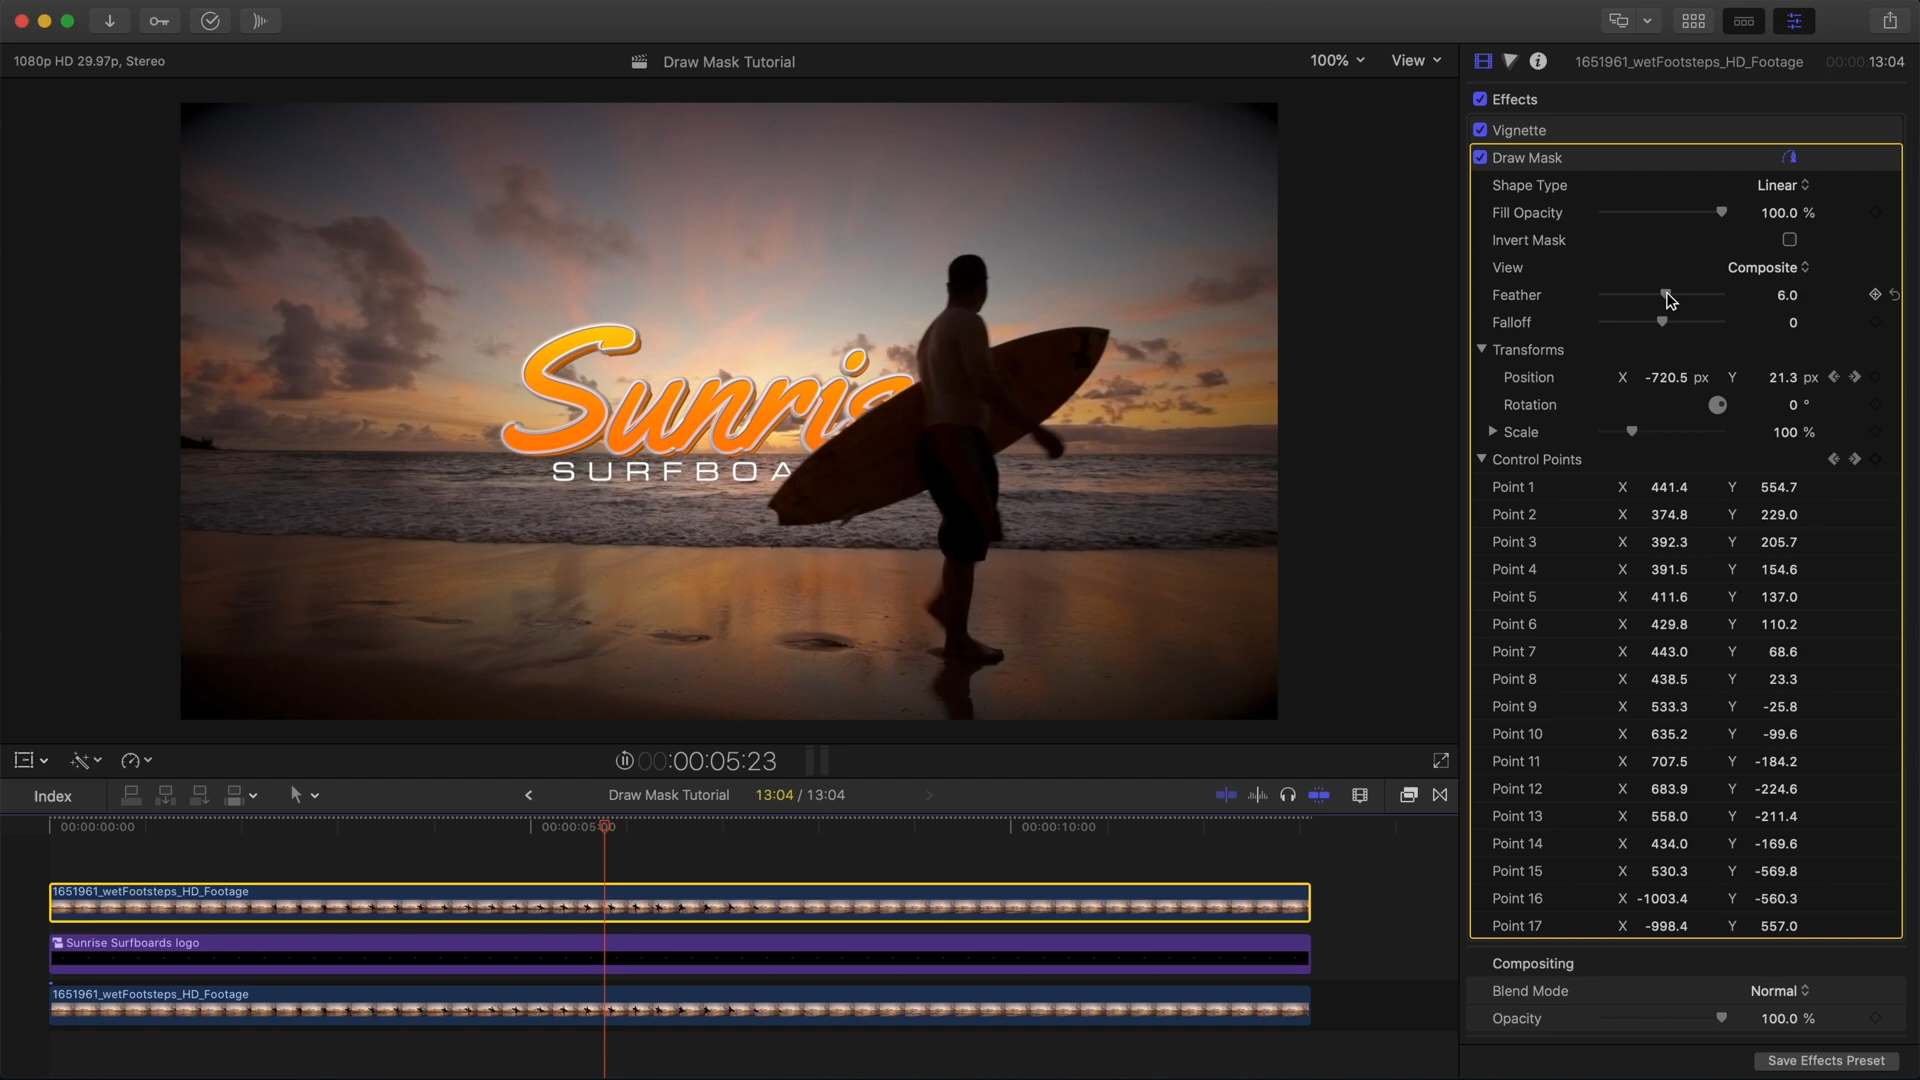 1080p HD 29.97p, Stereo
Draw Mask Tutorial
100%
View
1651961_wetFootsteps_HD_Footage
00:00:13:04
Effects
Vignette
Draw Mask
Shape Type Linear
Fill Opacity 100.0 %
Invert Mask
View Composite
Feather 6.0
Falloff 0
Transforms
Position X -720.5 px Y 21.3 px
Rotation 0 °
Scale 100 %
Control Points
Point 1 X 441.4 Y 554.7
Point 2 X 374.8 Y 229.0
Point 3 X 392.3 Y 205.7
Point 4 X 391.5 Y 154.6
Point 5 X 411.6 Y 137.0
Point 6 X 429.8 Y 110.2
Point 7 X 443.0 Y 68.6
Point 8 X 438.5 Y 23.3
Point 9 X 533.3 Y -25.8
Point 10 X 635.2 Y -99.6
Point 11 X 707.5 Y -184.2
Point 12 X 683.9 Y -224.6
Point 13 X 558.0 Y -211.4
Point 14 X 434.0 Y -169.6
Point 15 X 530.3 Y -569.8
Point 16 X -1003.4 Y -560.3
Point 17 X -998.4 Y 557.0
Compositing
Blend Mode Normal
Opacity 100.0 %
Save Effects Preset
Sunris
SURFBOA
00:00:05:23
Index
Draw Mask Tutorial
13:04 / 13:04
00:00:00:00
00:00:05:00
00:00:10:00
1651961_wetFootsteps_HD_Footage
Sunrise Surfboards logo
1651961_wetFootsteps_HD_Footage